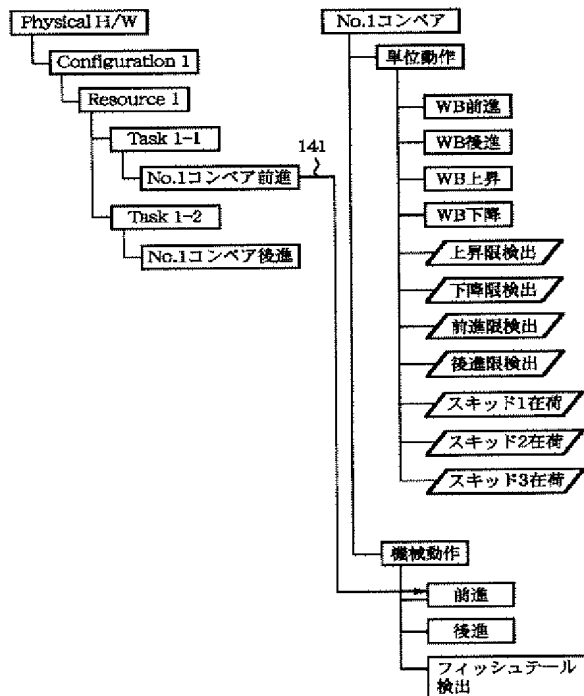 Physical H/W
Configuration 1
Resource 1
Task 1-1
No.1コンベア前進
Task 1-2
No.1コンベア後進
141
No.1コンベア
単位動作
WB前進
WB後進
WB上昇
WB下降
上昇限検出
下降限検出
前進限検出
後進限検出
スキッド1在荷
スキッド2在荷
スキッド3在荷
機械動作
前進
後進
フィッシュテール
検出